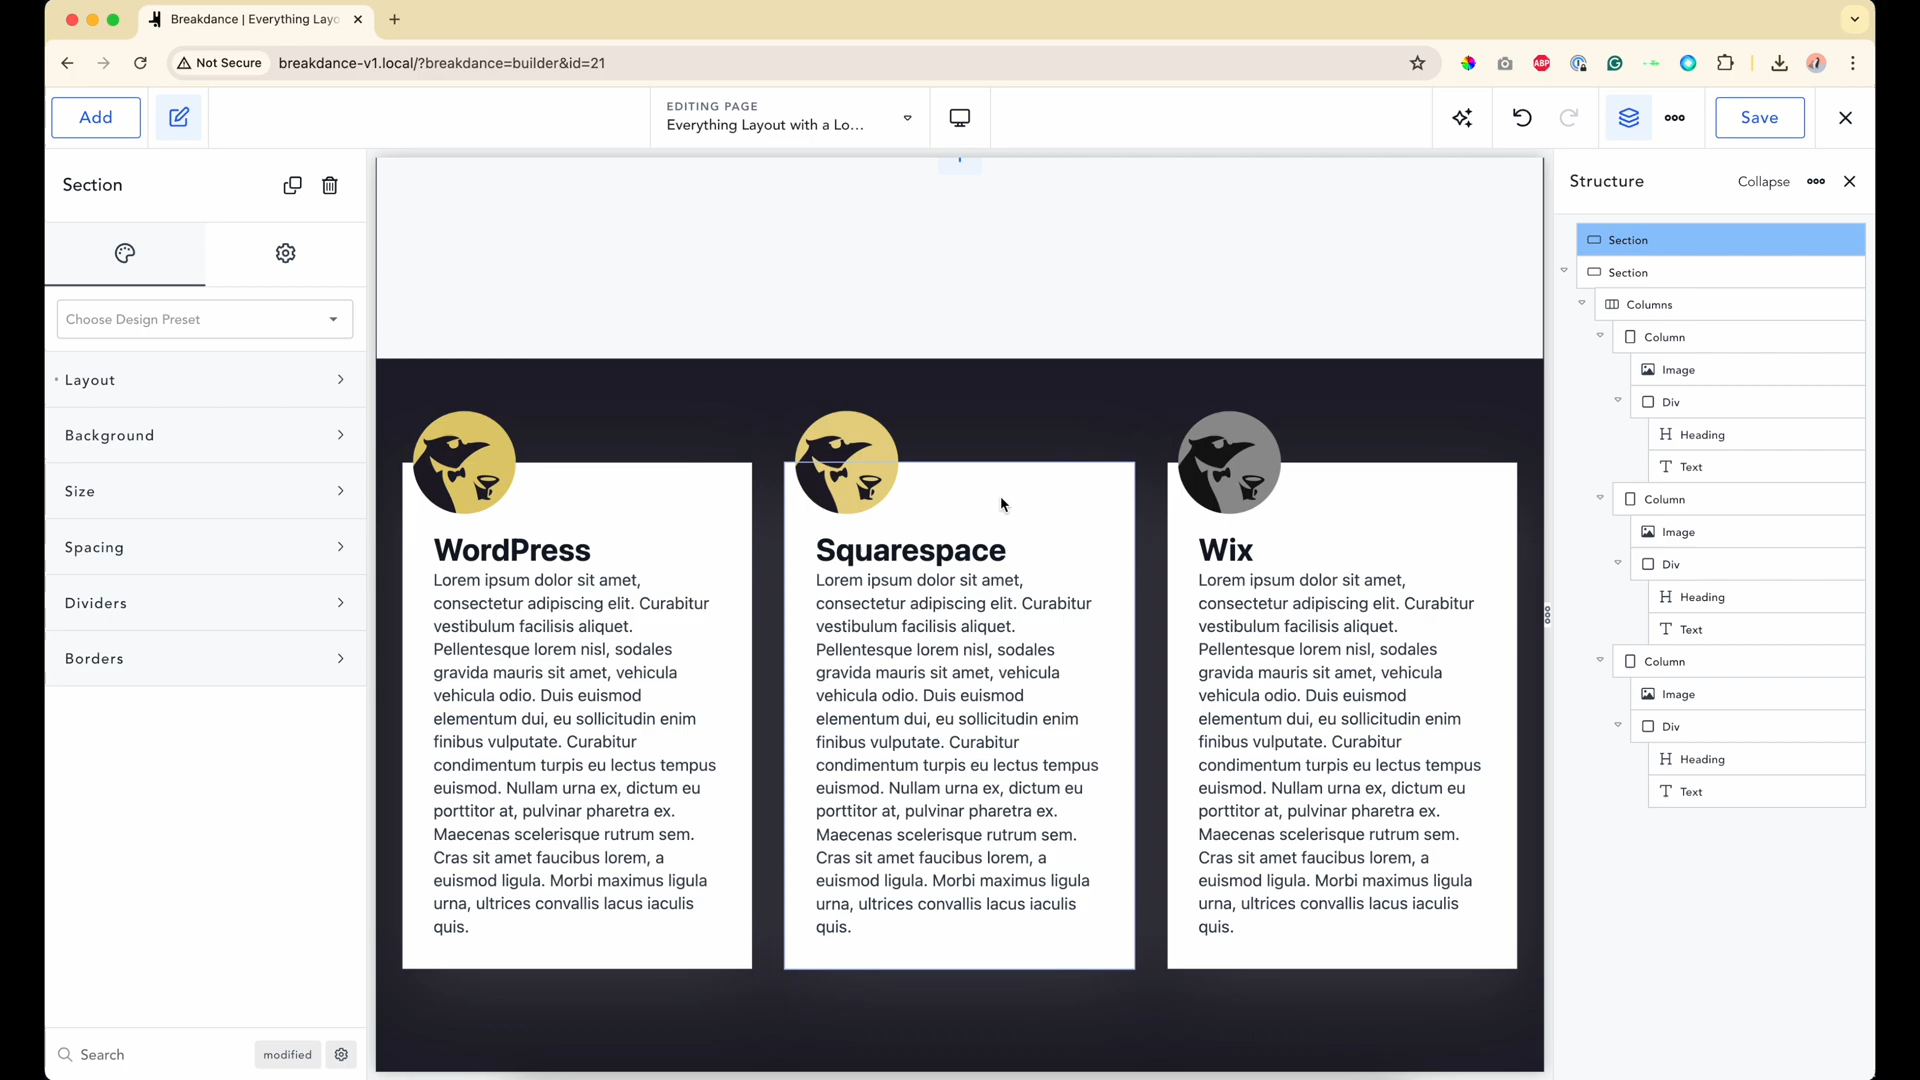 Breakdance | Everything Layo
Not Secure
breakdance-v1.local/?breakdance=builder&id=21
ABP
Add
EDITING PAGE
Everything Layout with a Lo...
Save
Section
Choose Design Preset
Layout
Background
Size
Spacing
Dividers
Borders
Search
modified
WordPress
Lorem ipsum dolor sit amet,
consectetur adipiscing elit. Curabitur
vestibulum facilisis aliquet.
Pellentesque lorem nisl, sodales
gravida mauris sit amet, vehicula
vehicula odio. Duis euismod
elementum dui, eu sollicitudin enim
finibus vulputate. Curabitur
condimentum turpis eu lectus tempus
euismod. Nullam urna ex, dictum eu
porttitor at, pulvinar pharetra ex.
Maecenas scelerisque rutrum sem.
Cras sit amet faucibus lorem, a
euismod ligula. Morbi maximus ligula
urna, ultrices convallis lacus iaculis
quis.
Squarespace
Lorem ipsum dolor sit amet,
consectetur adipiscing elit. Curabitur
vestibulum facilisis aliquet.
Pellentesque lorem nisl, sodales
gravida mauris sit amet, vehicula
vehicula odio. Duis euismod
elementum dui, eu sollicitudin enim
finibus vulputate. Curabitur
condimentum turpis eu lectus tempus
euismod. Nullam urna ex, dictum eu
porttitor at, pulvinar pharetra ex.
Maecenas scelerisque rutrum sem.
Cras sit amet faucibus lorem, a
euismod ligula. Morbi maximus ligula
urna, ultrices convallis lacus iaculis
quis.
Wix
Lorem ipsum dolor sit amet,
consectetur adipiscing elit. Curabitur
vestibulum facilisis aliquet.
Pellentesque lorem nisl, sodales
gravida mauris sit amet, vehicula
vehicula odio. Duis euismod
elementum dui, eu sollicitudin enim
finibus vulputate. Curabitur
condimentum turpis eu lectus tempus
euismod. Nullam urna ex, dictum eu
porttitor at, pulvinar pharetra ex.
Maecenas scelerisque rutrum sem.
Cras sit amet faucibus lorem, a
euismod ligula. Morbi maximus ligula
urna, ultrices convallis lacus iaculis
quis.
Structure
Collapse
Section
Section
Columns
Column
Image
Div
Heading
Text
Column
Image
Div
Heading
Text
Column
Image
Div
Heading
Text